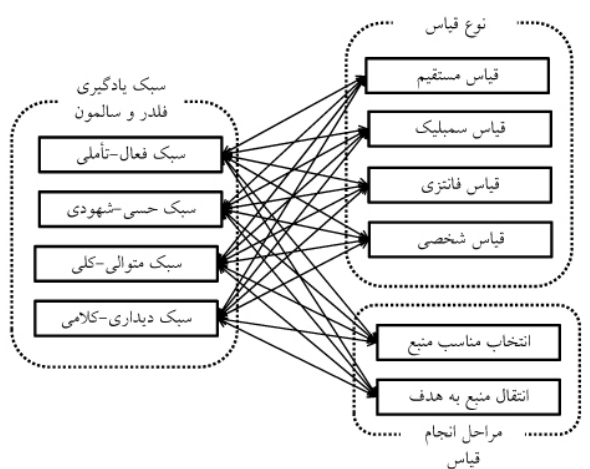 نوع قیاس
قیاس مستقیم
قیاس سمبلیک
قیاس فانتزی
قیاس شخصی
سبک یادگیری
فلدر و سالمون
سبک فعال-تأملی
سبک حسی-شهودی
سبک متوالی-کلی
سبک دیداری-کلامی
انتخاب مناسب منبع
انتقال منبع به هدف
مراحل انجام
قیاس